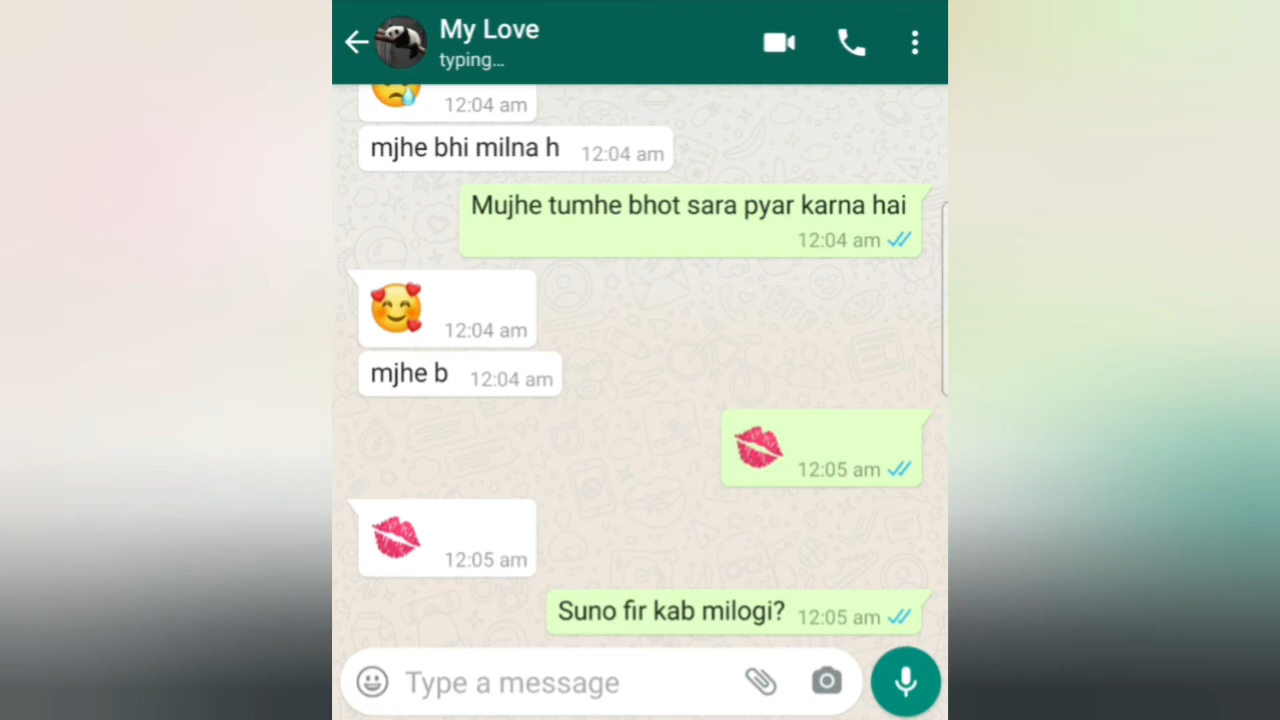 My Love
typing...
12:04 am
mjhe bhi milna h 12:04 am
Mujhe tumhe bhot sara pyar karna hai
12:04 am
12:04 am
mjhe b 12:04 am
12:05 am
12:05 am
Suno fir kab milogi? 12:05 am
Type a message